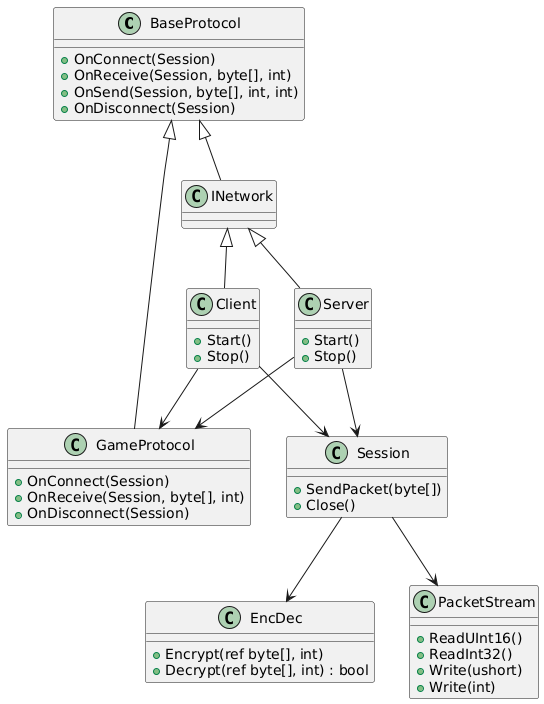 C BaseProtocol
OnConnect(Session)
OnReceive(Session, byte[], int)
OnSend(Session, byte[], int, int)
OnDisconnect(Session)
C INetwork
C Client
Start()
Stop()
C Server
Start()
Stop()
C GameProtocol
OnConnect(Session)
OnReceive(Session, byte[], int)
OnDisconnect(Session)
C Session
SendPacket(byte[])
Close()
C EncDec
Encrypt(ref byte[], int)
Decrypt(ref byte[], int) : bool
C PacketStream
ReadUInt16()
ReadInt32()
Write(ushort)
Write(int)